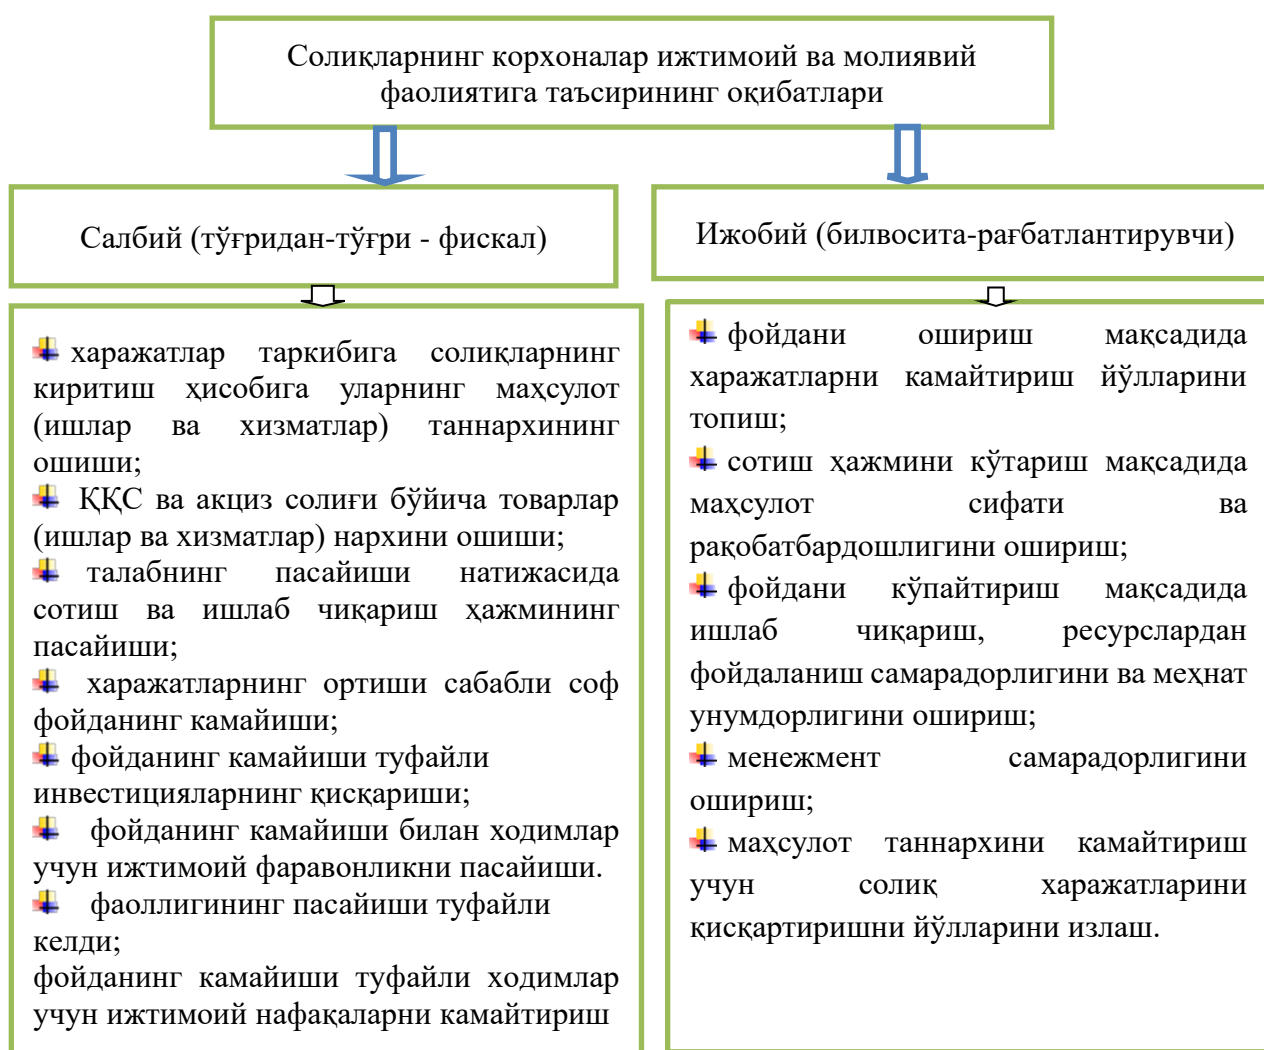 Солиқларнинг корхоналар ижтимоий ва молиявий
фаолиятига таъсирининг оқибатлари
Салбий (тўғридан-тўғри - фискал)
харажатлар таркибига солиқларнинг
киритиш ҳисобига уларнинг маҳсулот
(ишлар ва хизматлар) таннархининг
ошиши;
ҚҚС ва акциз солиғи бўйича товарлар
(ишлар ва хизматлар) нархини ошиши;
талабнинг пасайиши натижасида
сотиш ва ишлаб чиқариш ҳажмининг
пасайиши;
харажатларнинг ортиши сабабли соф
фойданинг камайиши;
фойданинг камайиши туфайли
инвестицияларнинг қисқариши;
фойданинг камайиши билан ходимлар
учун ижтимоий фаравонликни пасайиши.
фаоллигининг пасайиши туфайли
келди;
фойданинг камайиши туфайли ходимлар
учун ижтимоий нафақаларни камайтириш
Ижобий (билвосита-рағбатлантирувчи)
фойдани ошириш мақсадида
харажатларни камайтириш йўлларини
топиш;
сотиш ҳажмини кўтариш мақсадида
маҳсулот сифати ва
рақобатбардошлигини ошириш;
фойдани кўпайтириш мақсадида
ишлаб чиқариш, ресурслардан
фойдаланиш самарадорлигини ва меҳнат
унумдорлигини ошириш;
менежмент самарадорлигини
ошириш;
маҳсулот таннархини камайтириш
учун солиқ харажатларини
қисқартиришни йўлларини излаш.